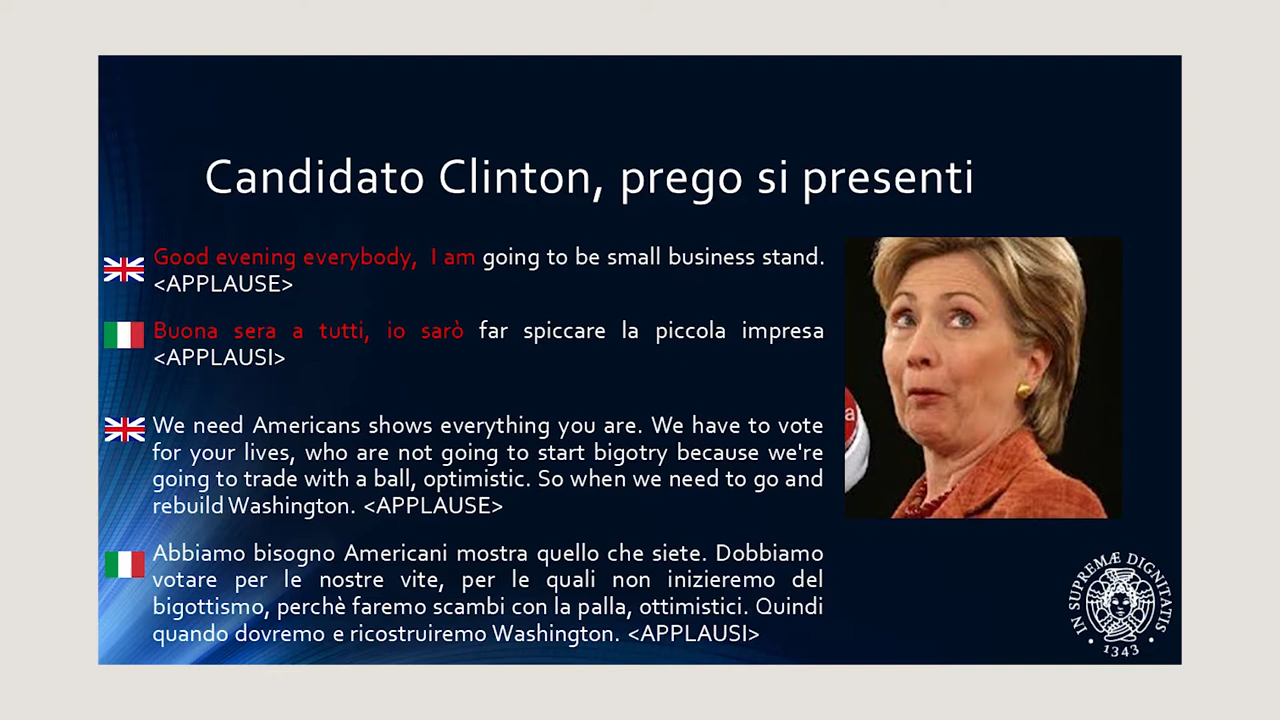 Candidato Clinton, prego si presenti
Good evening everybody, I am going to be small business stand.
<APPLAUSE>
Buona sera a tutti, io sarò far spiccare la piccola impresa
<APPLAUSI>
We need Americans shows everything you are. We have to vote
for your lives, who are not going to start bigotry because we're
going to trade with a ball, optimistic. So when we need to go and
rebuild Washington. <APPLAUSE>
Abbiamo bisogno Americani mostra quello che siete. Dobbiamo
votare per le nostre vite, per le quali non inizieremo del
bigottismo, perchè faremo scambi con la palla, ottimistici. Quindi
quando dovremo e ricostruiremo Washington. <APPLAUSI>
a
IN SUPREMÆ DIGNITATIS
• 1343 •